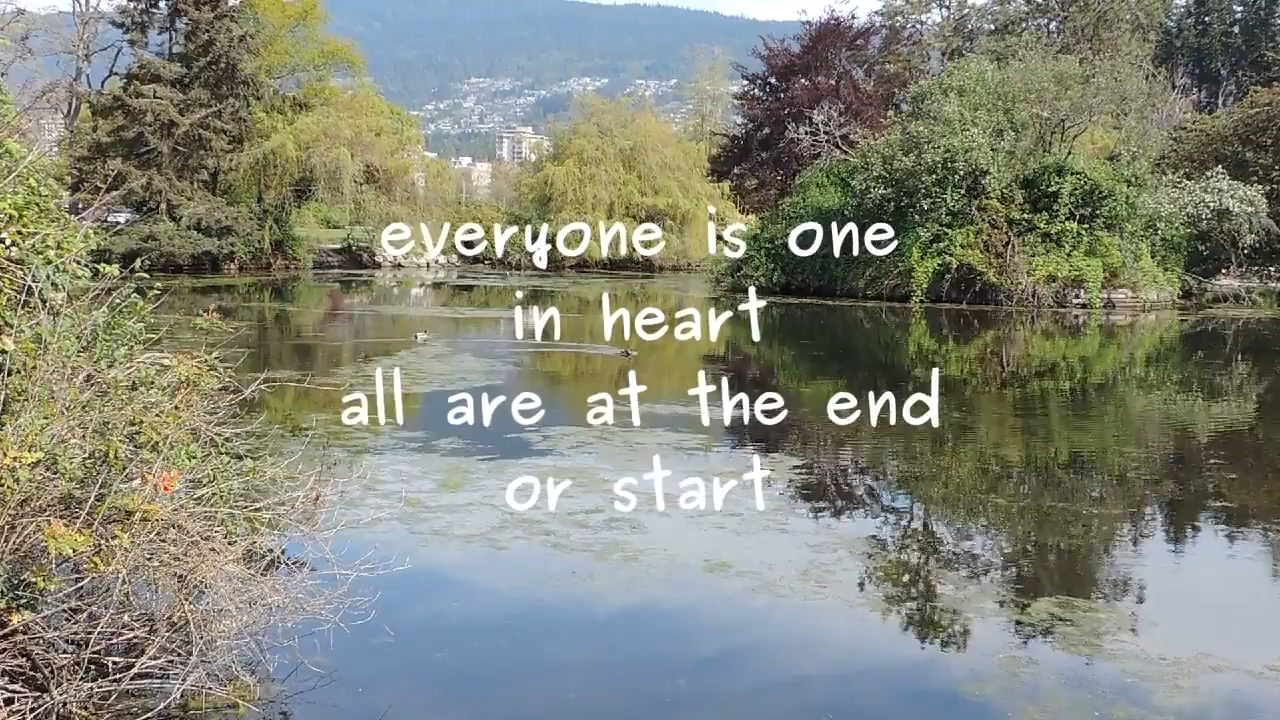 everyone is one
in heart
all are at the end
or start